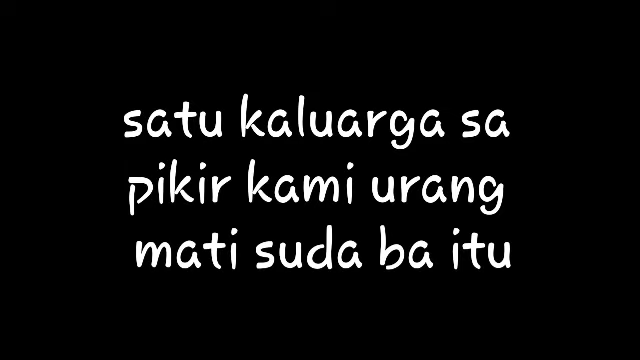 satu kaluarga sa
pikir kami urang
mati suda ba itu